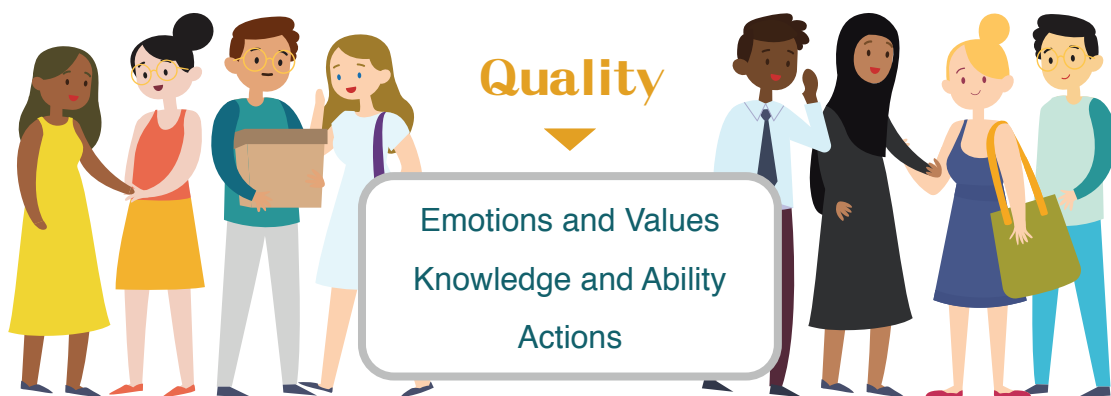 Quality
Emotions and Values
Knowledge and Ability
Actions